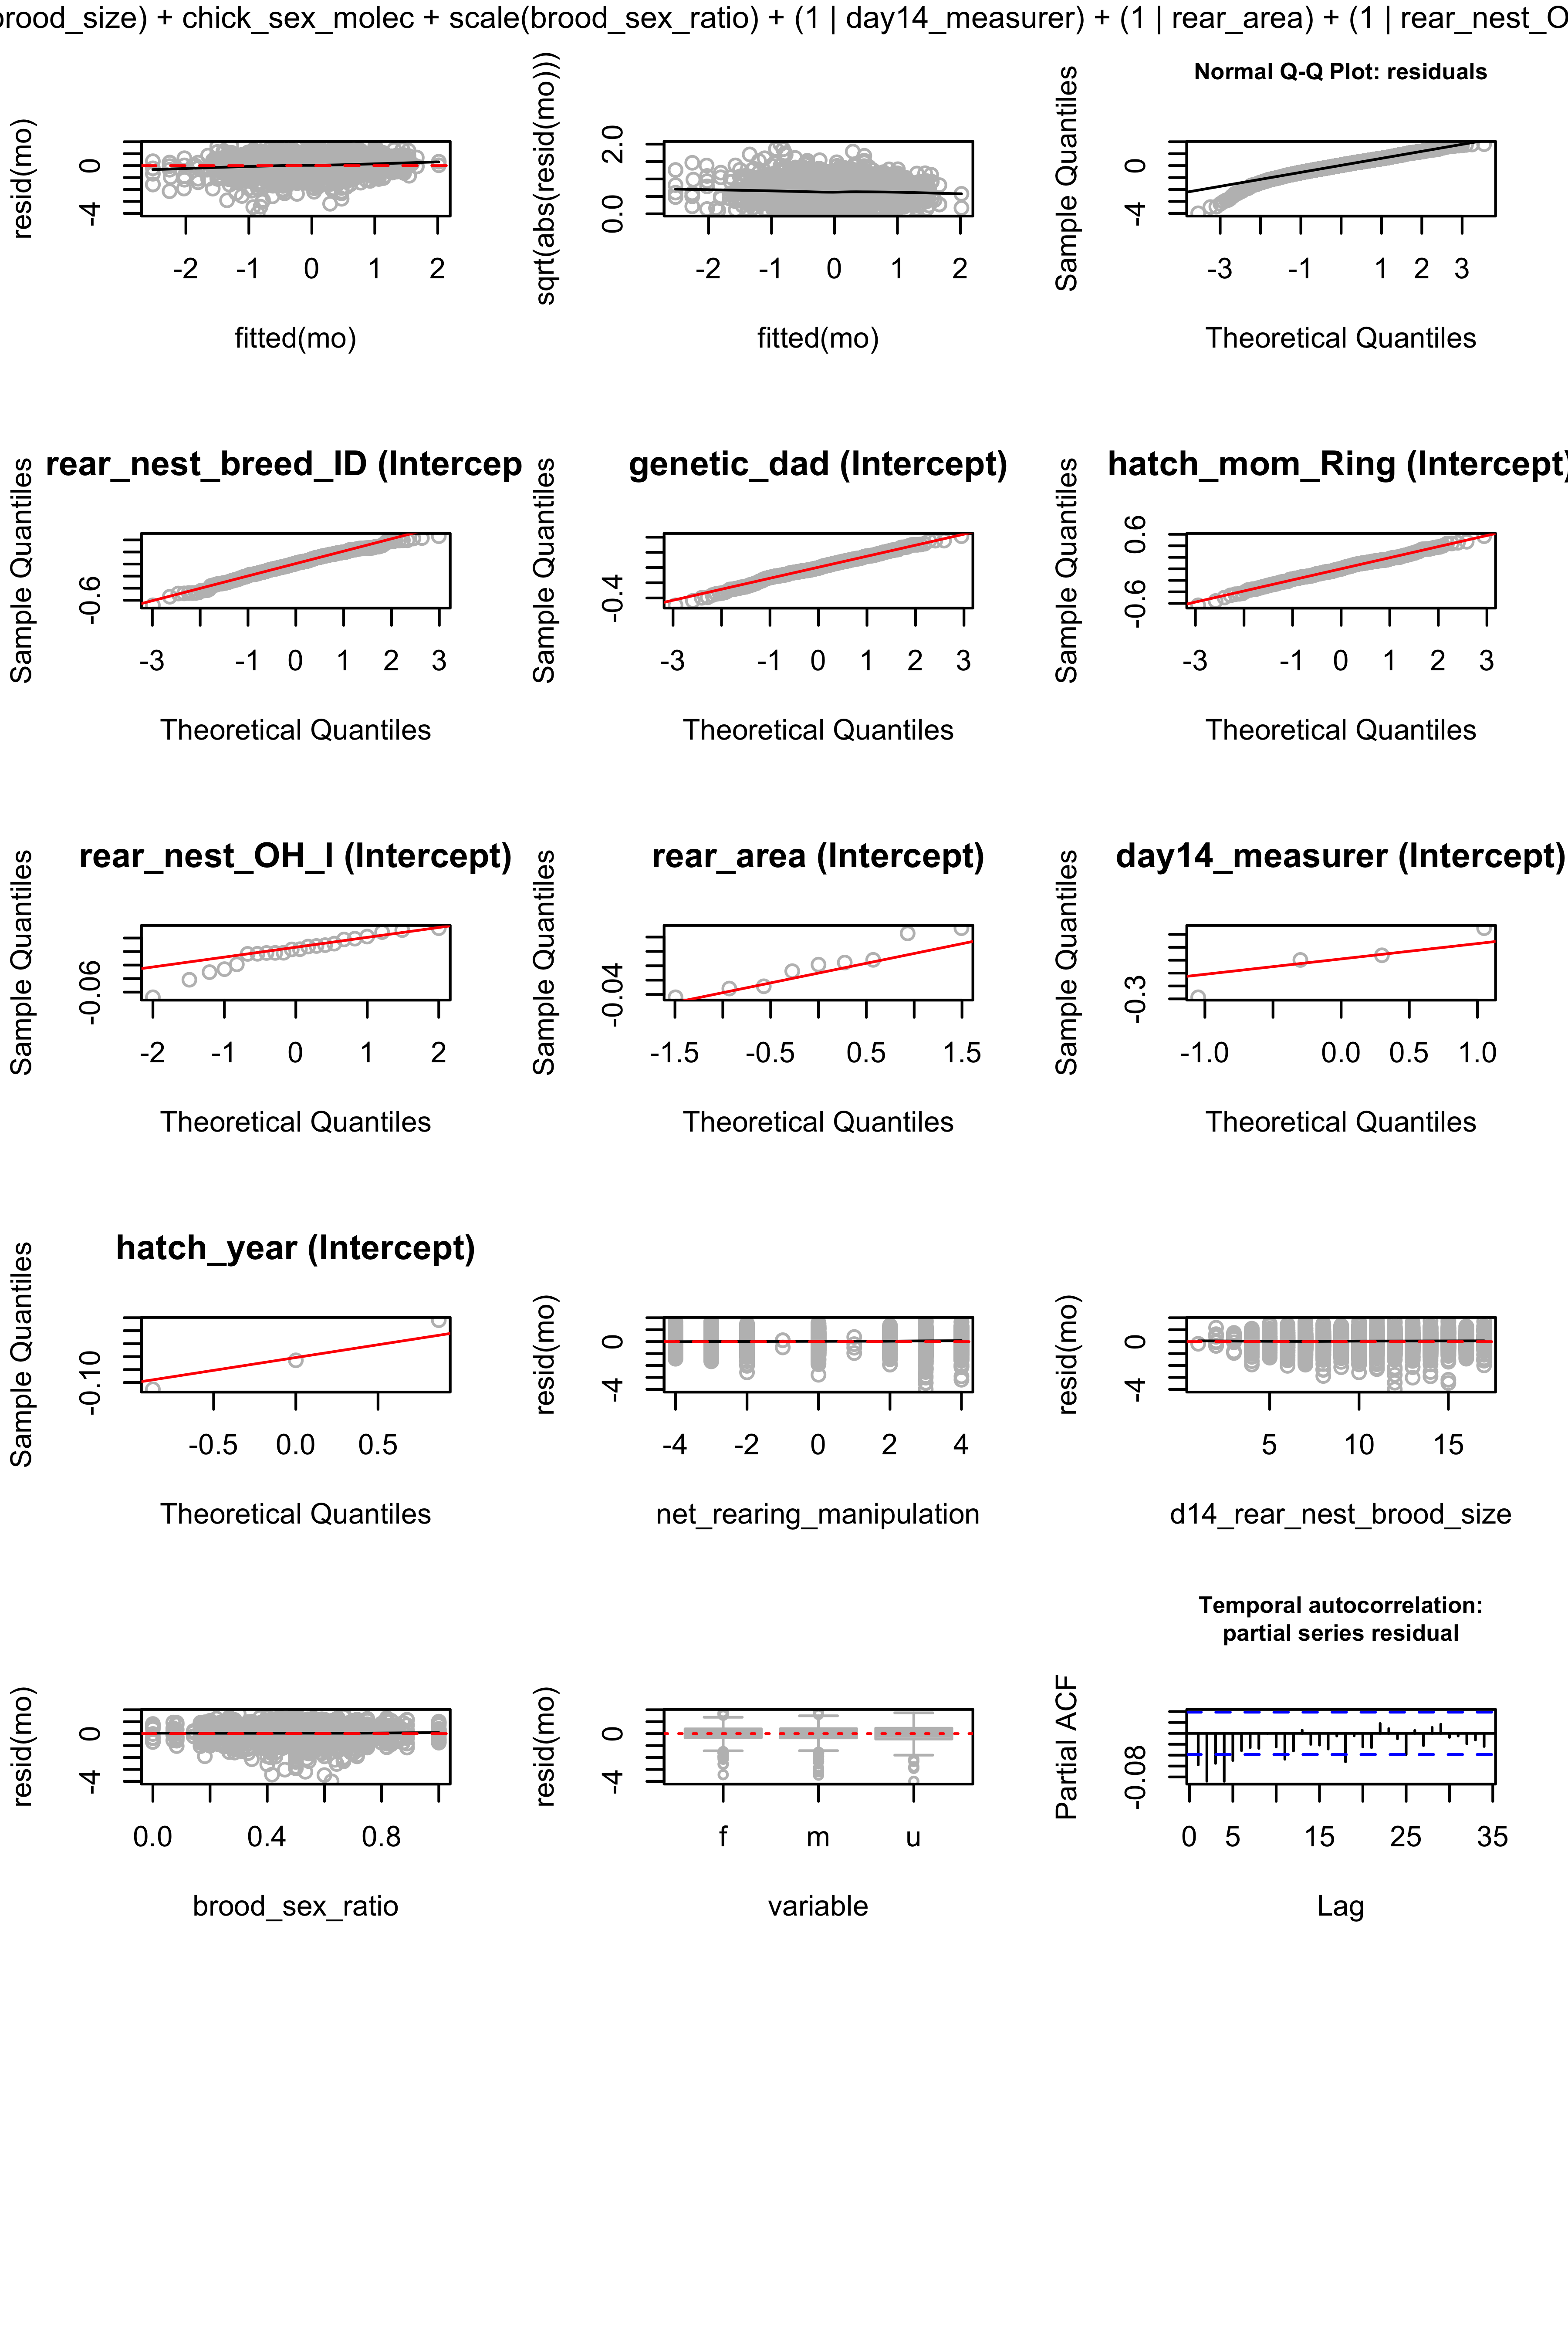 brood_size) + chick_sex_molec + scale(brood_sex_ratio) + (1 | day14_measurer) + (1 | rear_area) + (1 | rear_nest_O
resid(mo)
0
-4
-2 -1 0 1 2
fitted(mo)
sqrt(abs(resid(mo)))
2.0
0.0
-2 -1 0 1 2
fitted(mo)
Normal Q-Q Plot: residuals
Sample Quantiles
0
-4
-3 -1 1 2 3
Theoretical Quantiles
rear_nest_breed_ID (Intercep
Sample Quantiles
-0.6
-3 -1 0 1 2 3
Theoretical Quantiles
genetic_dad (Intercept)
Sample Quantiles
-0.4
-3 -1 0 1 2 3
Theoretical Quantiles
hatch_mom_Ring (Intercept)
Sample Quantiles
0.6
-0.6
-3 -1 0 1 2 3
Theoretical Quantiles
rear_nest_OH_l (Intercept)
Sample Quantiles
-0.06
-2 -1 0 1 2
Theoretical Quantiles
rear_area (Intercept)
Sample Quantiles
-0.04
-1.5 -0.5 0.5 1.5
Theoretical Quantiles
day14_measurer (Intercept)
Sample Quantiles
-0.3
-1.0 0.0 0.5 1.0
Theoretical Quantiles
hatch_year (Intercept)
Sample Quantiles
-0.10
-0.5 0.0 0.5
Theoretical Quantiles
resid(mo)
0
-4
-4 -2 0 2 4
net_rearing_manipulation
resid(mo)
0
-4
5 10 15
d14_rear_nest_brood_size
resid(mo)
0
-4
0.0 0.4 0.8
brood_sex_ratio
resid(mo)
0
-4
f m u
variable
Temporal autocorrelation:
partial series residual
Partial ACF
-0.08
0 5 15 25 35
Lag